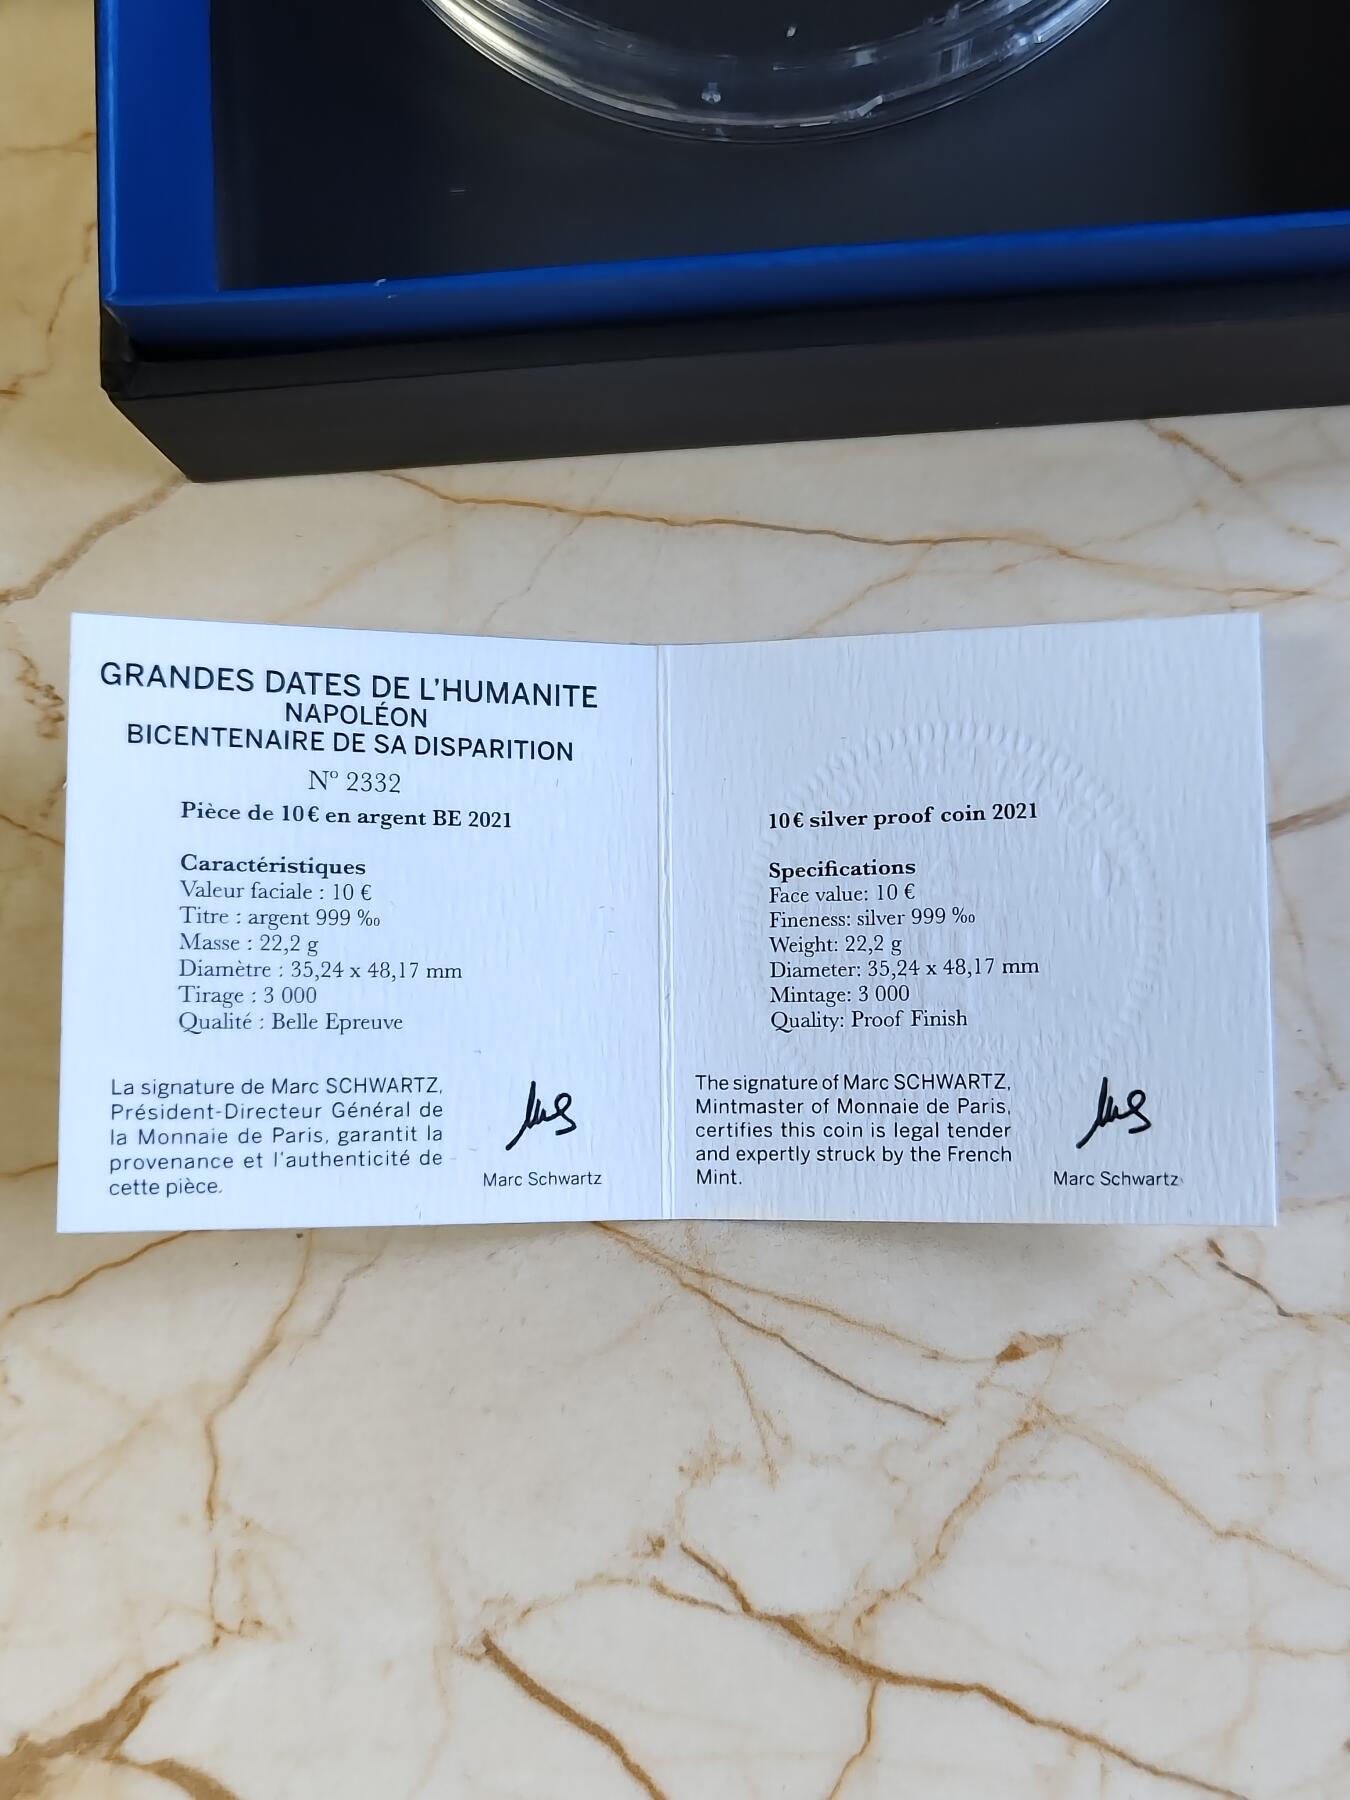 GRANDES DATES DE L'HUMANITE
NAPOLÉON
BICENTENAIRE DE SA DISPARITION
Nº 2332
Pièce de 10€ en argent BE 2021
Caractéristiques
Valeur faciale : 10 €
Titre : argent 999 ‰
Masse : 22,2 g
Diamètre : 35,24 x 48,17 mm
Tirage : 3 000
Qualité : Belle Epreuve
La signature de Marc SCHWARTZ,
Président-Directeur Général de
la Monnaie de Paris, garantit la
provenance et l'authenticité de
cette pièce.
Marc Schwartz
10€ silver proof coin 2021
Specifications
Face value: 10 €
Fineness: silver 999 ‰
Weight: 22,2 g
Diameter: 35,24 x 48,17 mm
Mintage: 3 000
Quality: Proof Finish
The signature of Marc SCHWARTZ,
Mintmaster of Monnaie de Paris,
certifies this coin is legal tender
and expertly struck by the French
Mint.
Marc Schwartz